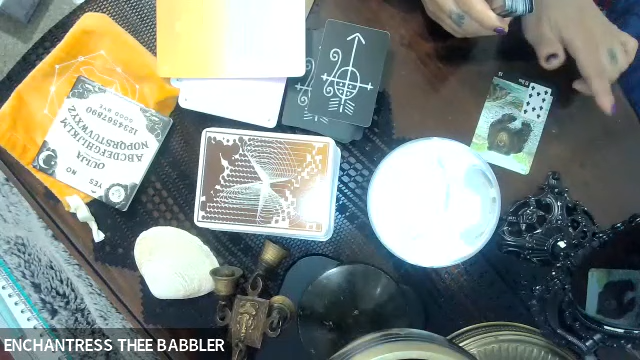 YES NO
OUIJA
ABCDEFGHIJKLM
NOPQRSTUVWXYZ
1234567890
GOOD BYE
ENCHANTRESS THEE BABBLER